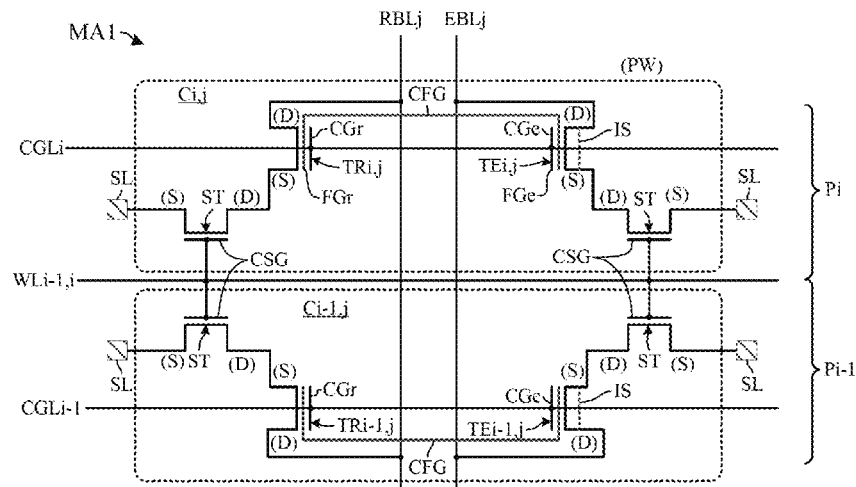 RBLj EBLj
MA1
(PW)
Ci,j
CFG
(D) (D)
CGr CGe IS
CGLi
TRi,j TEi,j
(S) (S)
FGr FGe
Pi
SL SL
(S) ST (D) (D) ST (S)
CSG CSG
WLi-1,i
Ci-1,j
(S) ST (D) (D) ST (S)
SL SL
(S) (S)
Pi-1
CGr CGe IS
CGLi-1
TRi-1,j TEi-1,j
(D) (D)
CFG